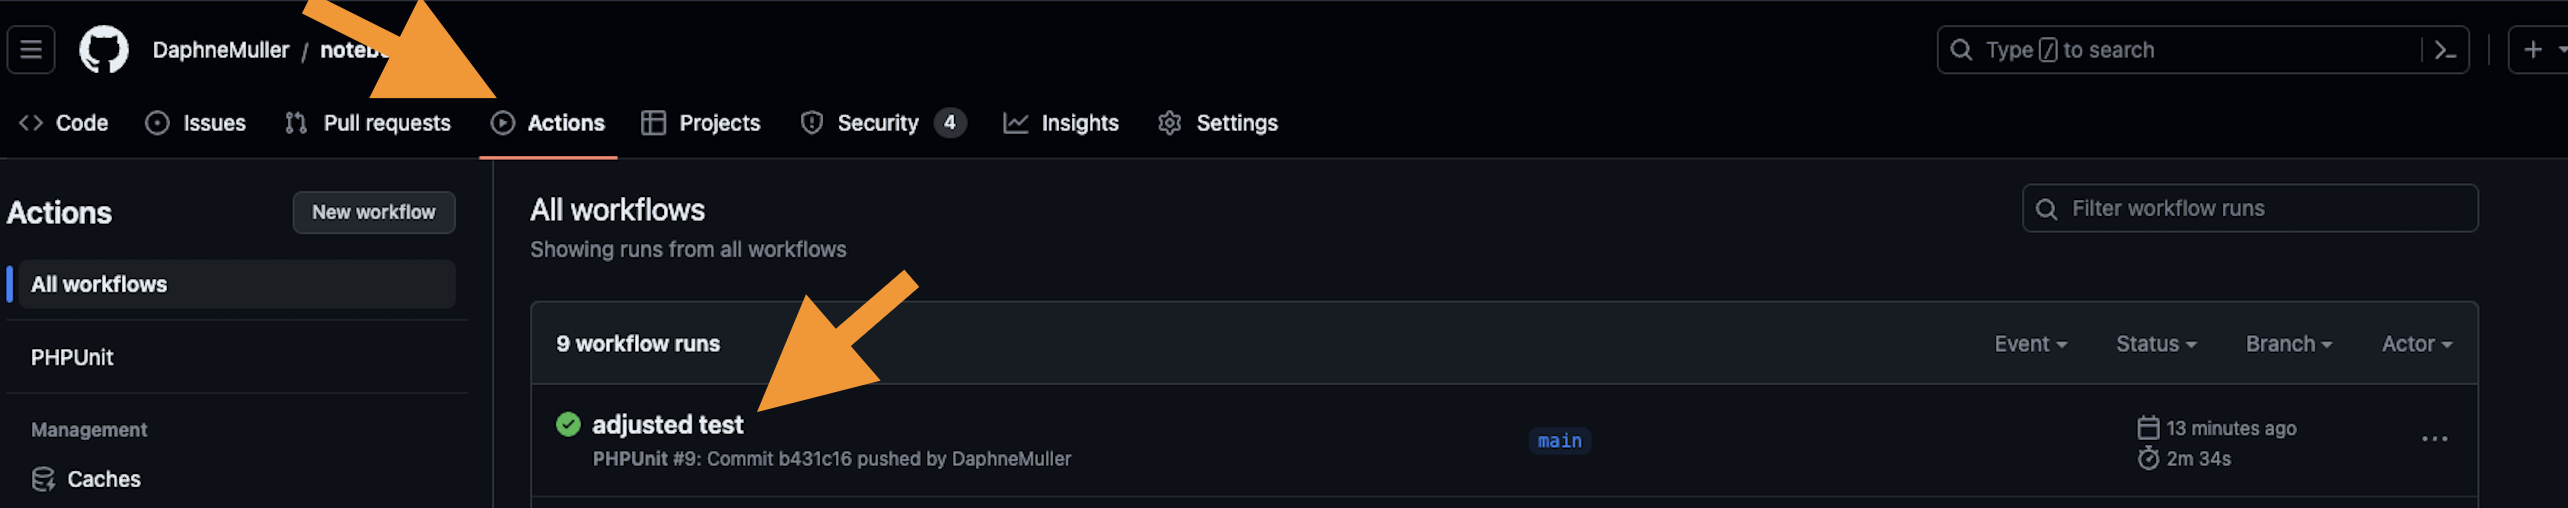 DaphneMuller /
Type / to search
Code Issues Pull requests Actions Projects Security 4 Insights Settings
Actions
New workflow
All workflows
PHPUnit
Management
Caches
All workflows
Showing runs from all workflows
Filter workflow runs
9 workflow runs
Event Status Branch Actor
adjusted test
PHPUnit #9: Commit b431c16 pushed by DaphneMuller
main
13 minutes ago
2m 34s